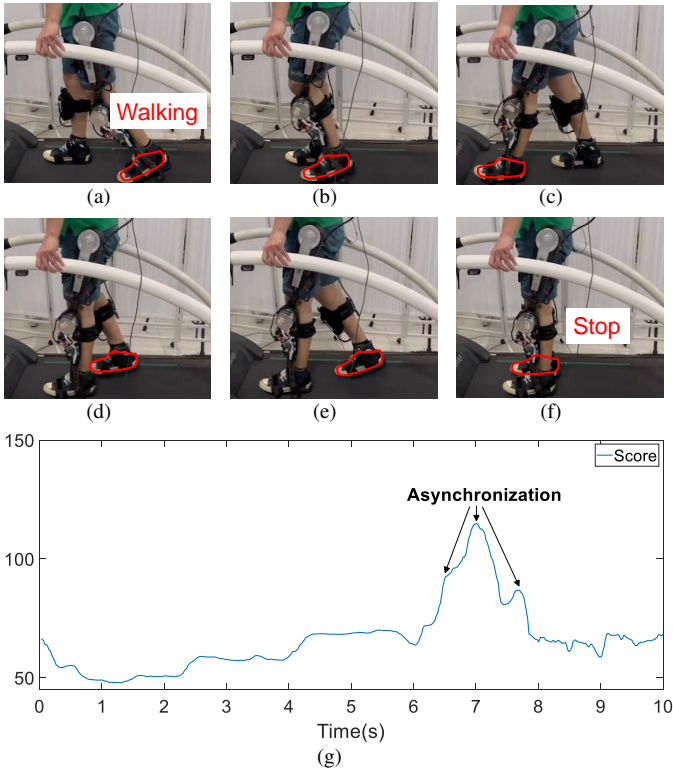 Walking
(a) (b) (c)
Stop
(d) (e) (f)
150
Score
Asynchronization
100
50
0 1 2 3 4 5 6 7 8 9 10
Time(s)
(g)